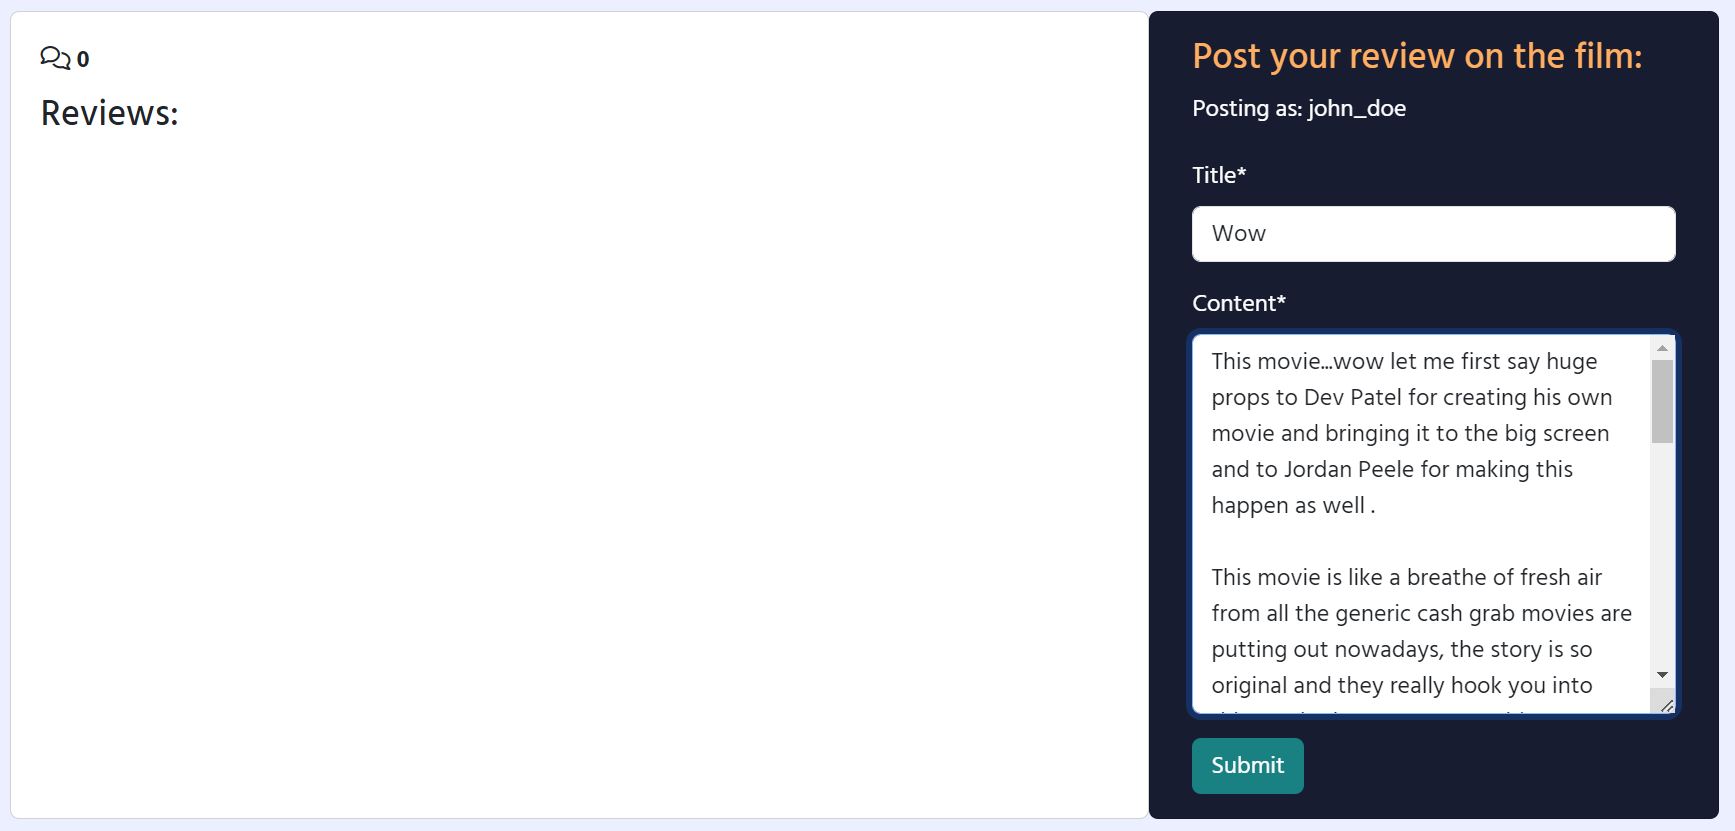 0
Reviews:
Post your review on the film:
Posting as: john_doe
Title*
Wow
Content*
This movie...wow let me first say huge
props to Dev Patel for creating his own
movie and bringing it to the big screen
and to Jordan Peele for making this
happen as well .
This movie is like a breathe of fresh air
from all the generic cash grab movies are
putting out nowadays, the story is so
original and they really hook you into
Submit